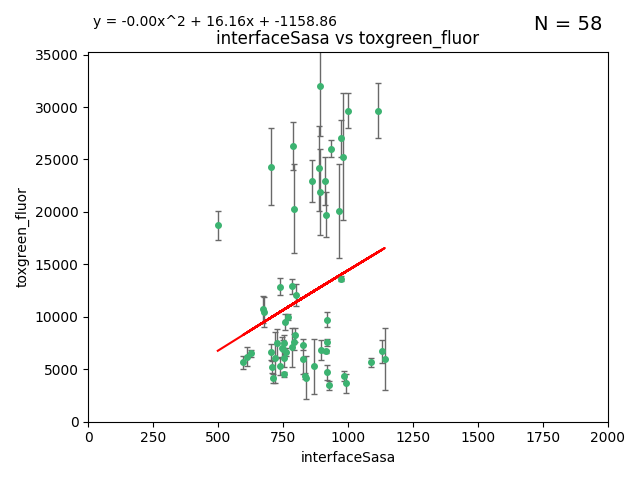 y = -0.00x^2 + 16.16x + -1158.86
N = 58
interfaceSasa vs toxgreen_fluor
35000
30000
25000
20000
15000
10000
5000
0
toxgreen_fluor
0 250 500 750 1000 1250 1500 1750 2000
interfaceSasa